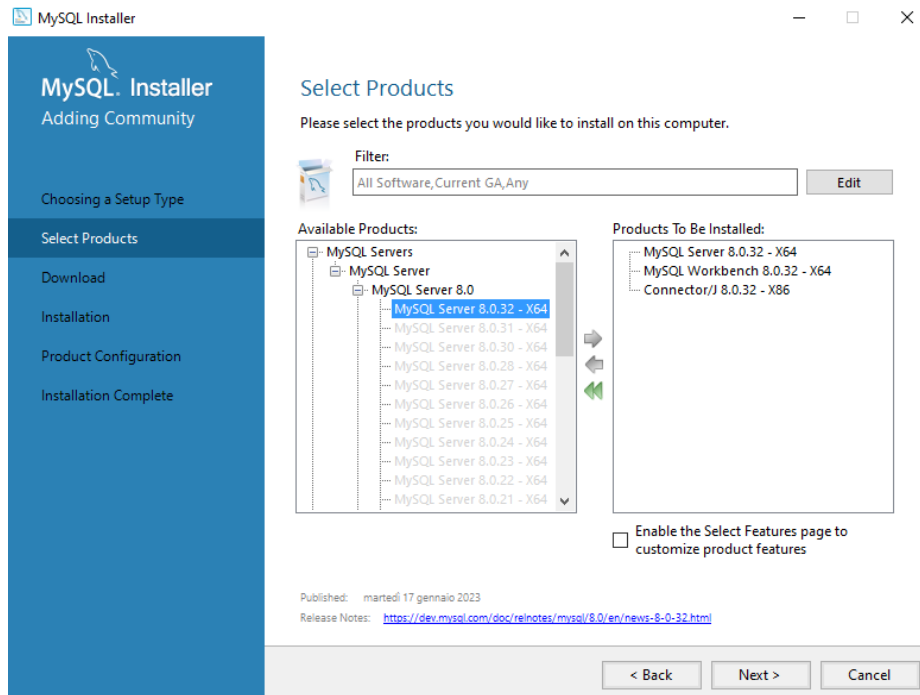 MySQL Installer
MySQL. Installer
Adding Community
Choosing a Setup Type
Select Products
Download
Installation
Product Configuration
Installation Complete
Select Products
Please select the products you would like to install on this computer.
Filter:
All Software,Current GA,Any
Edit
Available Products:
MySQL Servers
MySQL Server
MySQL Server 8.0
MySQL Server 8.0.32 - X64
MySQL Server 8.0.31 - X64
MySQL Server 8.0.30 - X64
MySQL Server 8.0.28 - X64
MySQL Server 8.0.27 - X64
MySQL Server 8.0.26 - X64
MySQL Server 8.0.25 - X64
MySQL Server 8.0.24 - X64
MySQL Server 8.0.23 - X64
MySQL Server 8.0.22 - X64
MySQL Server 8.0.21 - X64
Products To Be Installed:
MySQL Server 8.0.32 - X64
MySQL Workbench 8.0.32 - X64
Connector/J 8.0.32 - X86
Enable the Select Features page to
customize product features
Published: martedì 17 gennaio 2023
Release Notes: https://dev.mysql.com/doc/relnotes/mysql/8.0/en/news-8-0-32.html
< Back
Next >
Cancel